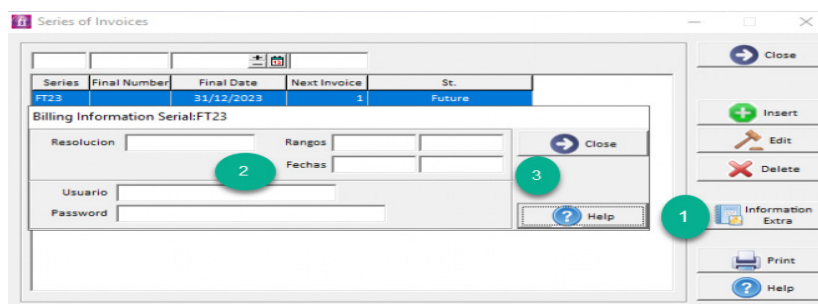 fi Series of Invoices
Close
Series Final Number Final Date Next Invoice St.
FT23 31/12/2023 1 Future
Insert
Billing Information Serial:FT23
Resolucion Rangos Close
Edit
Fechas
2 3
Delete
Usuario
Password Help
1 Information Extra
Print
Help